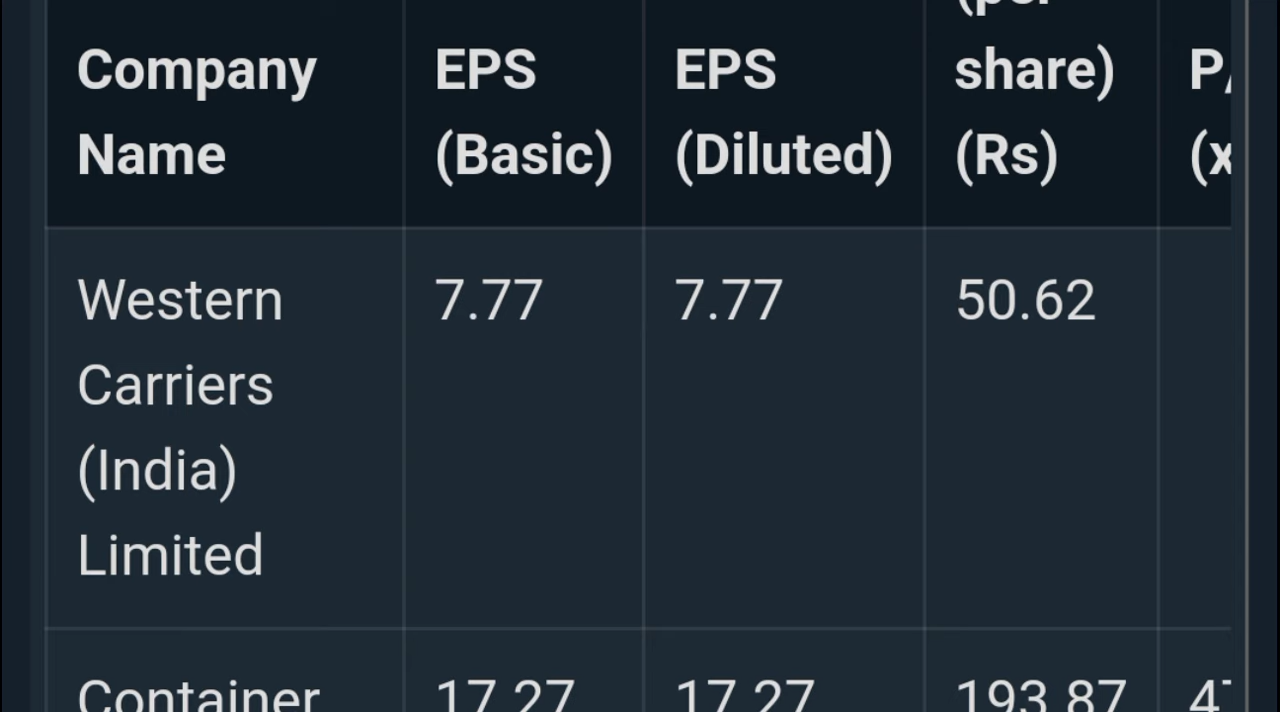 Company Name
EPS (Basic)
EPS (Diluted)
share) (Rs)
Western Carriers (India) Limited
7.77
7.77
50.62
Container
17.27
17.27
193.87